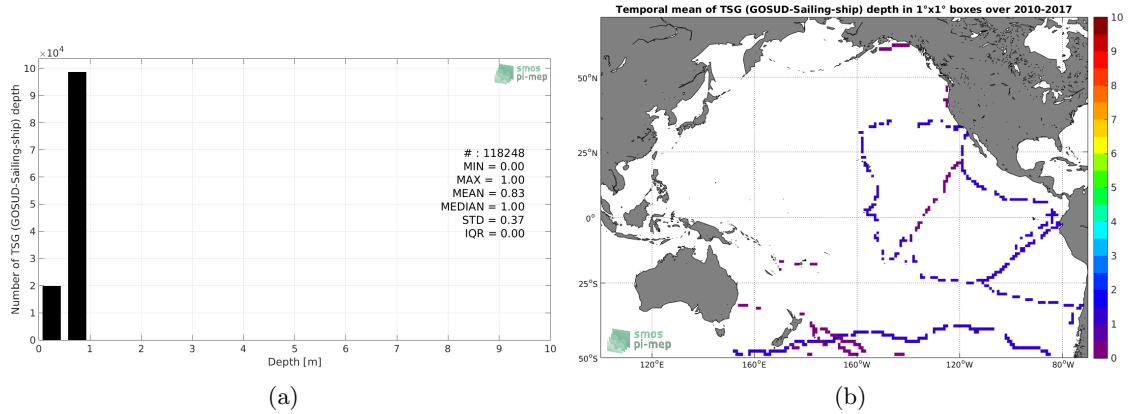 ×10⁴
10
9
8
7
6
5
4
3
2
1
0
Number of TSG (GOSUD-Sailing-ship) depth
smos
pi-mep
# : 118248
MIN = 0.00
MAX = 1.00
MEAN = 0.83
MEDIAN = 1.00
STD = 0.37
IQR = 0.00
0 1 2 3 4 5 6 7 8 9 10
Depth [m]
(a)
Temporal mean of TSG (GOSUD-Sailing-ship) depth in 1°x1° boxes over 2010-2017
50°N
25°N
0°
25°S
50°S
120°E 160°E 160°W 120°W 80°W
smos
pi-mep
10
9
8
7
6
5
4
3
2
1
0
(b)